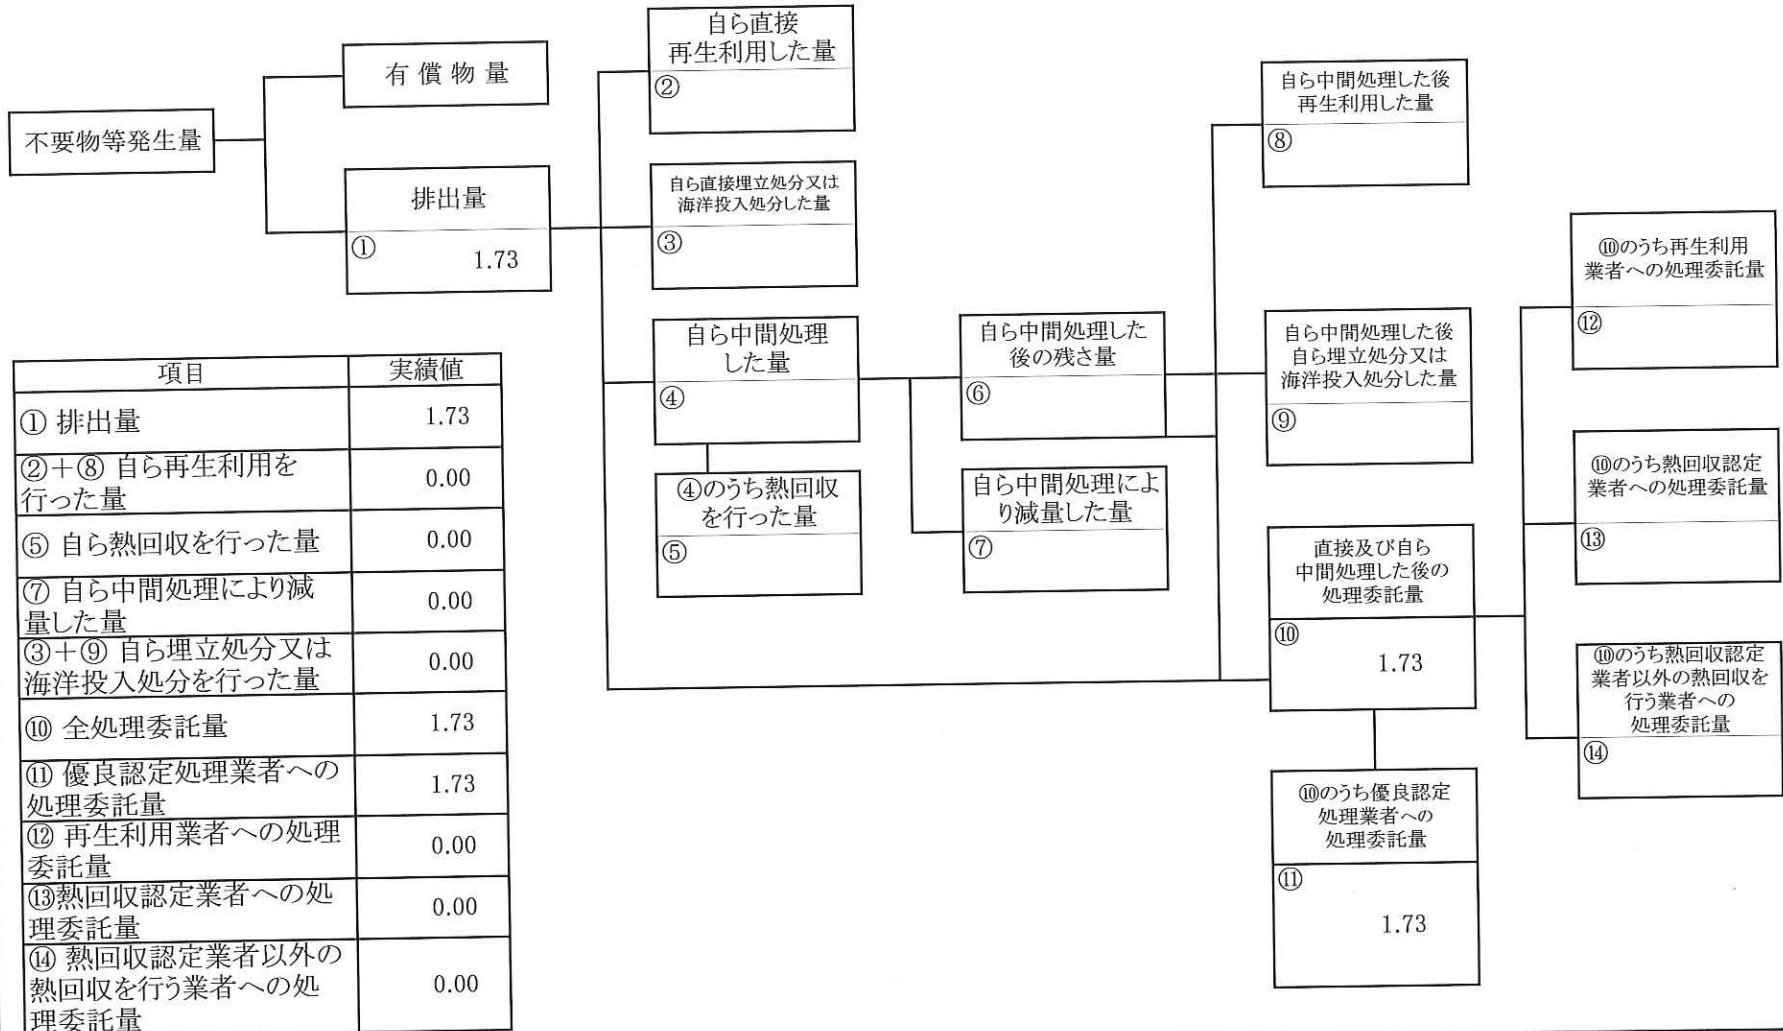 不要物等発生量
有償物量
排出量
①
1.73
自ら直接
再生利用した量
②
自ら直接埋立処分又は
海洋投入処分した量
③
自ら中間処理
した量
④
④のうち熱回収
を行った量
⑤
自ら中間処理した
後の残さ量
⑥
自ら中間処理によ
り減量した量
⑦
自ら中間処理した後
再生利用した量
⑧
自ら中間処理した後
自ら埋立処分又は
海洋投入処分した量
⑨
直接及び自ら
中間処理した後の
処理委託量
⑩
1.73
⑩のうち優良認定
処理業者への
処理委託量
⑪
1.73
⑩のうち再生利用
業者への処理委託量
⑫
⑩のうち熱回収認定
業者への処理委託量
⑬
⑩のうち熱回収認定
業者以外の熱回収を
行う業者への
処理委託量
⑭
項目 実績値
① 排出量 1.73
②＋⑧ 自ら再生利用を
行った量 0.00
⑤ 自ら熱回収を行った量 0.00
⑦ 自ら中間処理により減
量した量 0.00
③＋⑨ 自ら埋立処分又は
海洋投入処分を行った量 0.00
⑩ 全処理委託量 1.73
⑪ 優良認定処理業者への
処理委託量 1.73
⑫ 再生利用業者への処理
委託量 0.00
⑬熱回収認定業者への処
理委託量 0.00
⑭ 熱回収認定業者以外の
熱回収を行う業者への処
理委託量 0.00